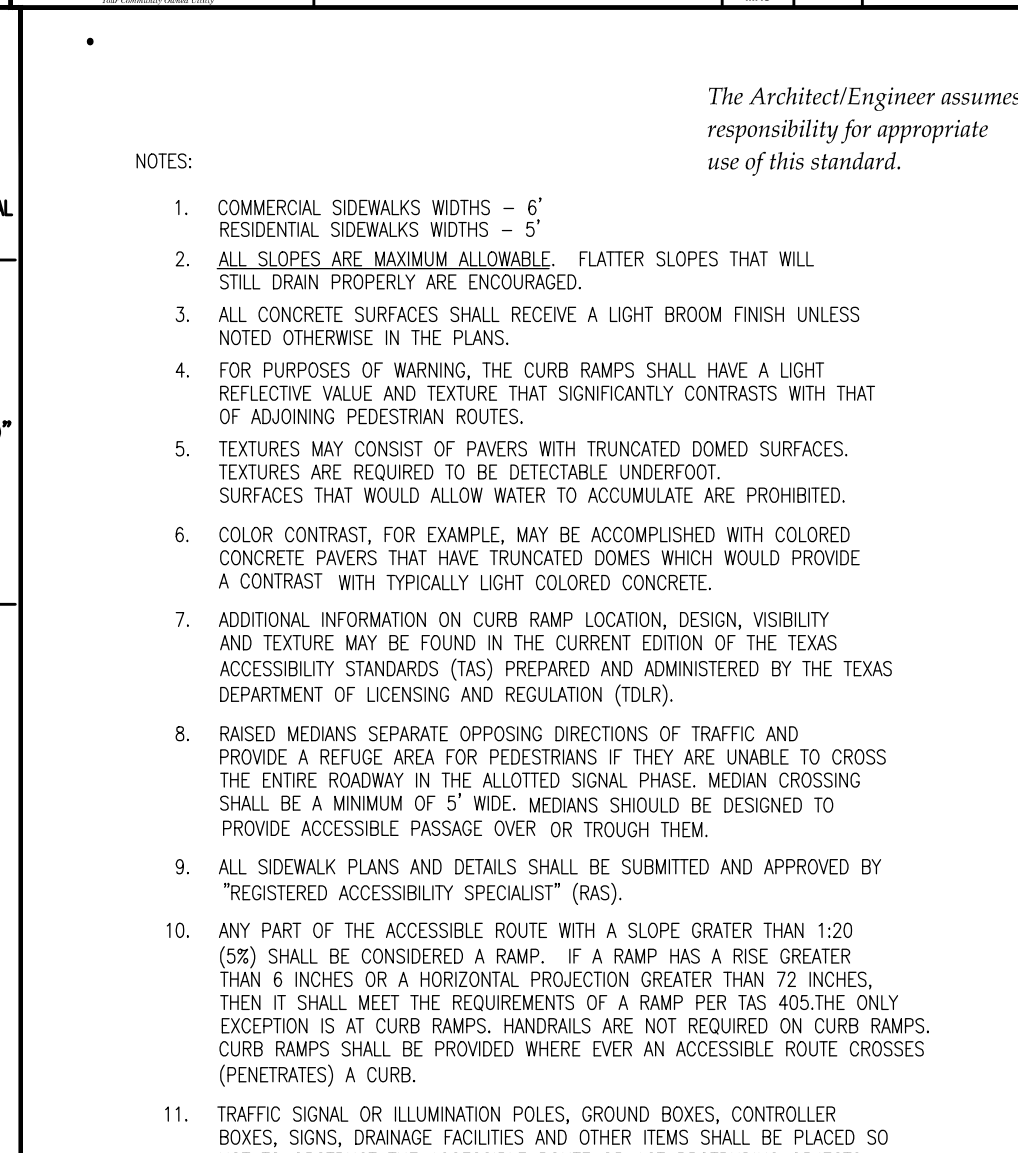 Your Community Owned Utility
The Architect/Engineer assumes
responsibility for appropriate
use of this standard.
NOTES:
1. COMMERCIAL SIDEWALKS WIDTHS – 6'
RESIDENTIAL SIDEWALKS WIDTHS – 5'
2. ALL SLOPES ARE MAXIMUM ALLOWABLE. FLATTER SLOPES THAT WILL
STILL DRAIN PROPERLY ARE ENCOURAGED.
3. ALL CONCRETE SURFACES SHALL RECEIVE A LIGHT BROOM FINISH UNLESS
NOTED OTHERWISE IN THE PLANS.
4. FOR PURPOSES OF WARNING, THE CURB RAMPS SHALL HAVE A LIGHT
REFLECTIVE VALUE AND TEXTURE THAT SIGNIFICANTLY CONTRASTS WITH THAT
OF ADJOINING PEDESTRIAN ROUTES.
5. TEXTURES MAY CONSIST OF PAVERS WITH TRUNCATED DOMED SURFACES.
TEXTURES ARE REQUIRED TO BE DETECTABLE UNDERFOOT.
SURFACES THAT WOULD ALLOW WATER TO ACCUMULATE ARE PROHIBITED.
6. COLOR CONTRAST, FOR EXAMPLE, MAY BE ACCOMPLISHED WITH COLORED
CONCRETE PAVERS THAT HAVE TRUNCATED DOMES WHICH WOULD PROVIDE
A CONTRAST WITH TYPICALLY LIGHT COLORED CONCRETE.
7. ADDITIONAL INFORMATION ON CURB RAMP LOCATION, DESIGN, VISIBILITY
AND TEXTURE MAY BE FOUND IN THE CURRENT EDITION OF THE TEXAS
ACCESSIBILITY STANDARDS (TAS) PREPARED AND ADMINISTERED BY THE TEXAS
DEPARTMENT OF LICENSING AND REGULATION (TDLR).
8. RAISED MEDIANS SEPARATE OPPOSING DIRECTIONS OF TRAFFIC AND
PROVIDE A REFUGE AREA FOR PEDESTRIANS IF THEY ARE UNABLE TO CROSS
THE ENTIRE ROADWAY IN THE ALLOTTED SIGNAL PHASE. MEDIAN CROSSING
SHALL BE A MINIMUM OF 5' WIDE. MEDIANS SHIOULD BE DESIGNED TO
PROVIDE ACCESSIBLE PASSAGE OVER OR TROUGH THEM.
9. ALL SIDEWALK PLANS AND DETAILS SHALL BE SUBMITTED AND APPROVED BY
"REGISTERED ACCESSIBILITY SPECIALIST" (RAS).
10. ANY PART OF THE ACCESSIBLE ROUTE WITH A SLOPE GRATER THAN 1:20
(5%) SHALL BE CONSIDERED A RAMP. IF A RAMP HAS A RISE GREATER
THAN 6 INCHES OR A HORIZONTAL PROJECTION GREATER THAN 72 INCHES,
THEN IT SHALL MEET THE REQUIREMENTS OF A RAMP PER TAS 405.THE ONLY
EXCEPTION IS AT CURB RAMPS. HANDRAILS ARE NOT REQUIRED ON CURB RAMPS.
CURB RAMPS SHALL BE PROVIDED WHERE EVER AN ACCESSIBLE ROUTE CROSSES
(PENETRATES) A CURB.
11. TRAFFIC SIGNAL OR ILLUMINATION POLES, GROUND BOXES, CONTROLLER
BOXES, SIGNS, DRAINAGE FACILITIES AND OTHER ITEMS SHALL BE PLACED SO